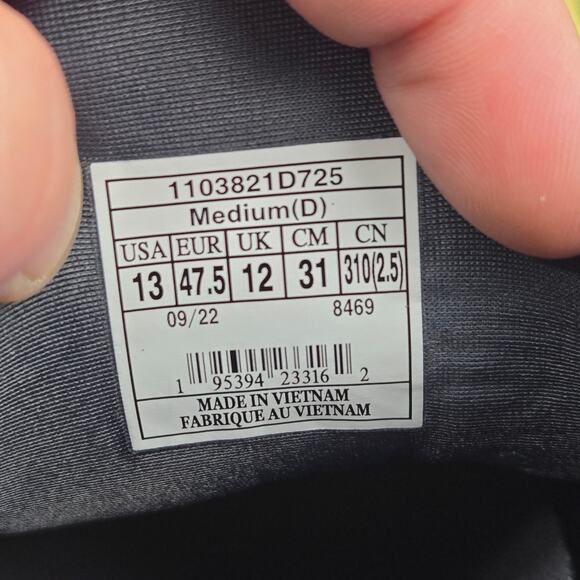 1103821D725
Medium(D)
USA EUR UK CM CN
13 47.5 12 31 310(2.5)
09/22 8469
1 95394 23316 2
MADE IN VIETNAM
FABRIQUE AU VIETNAM